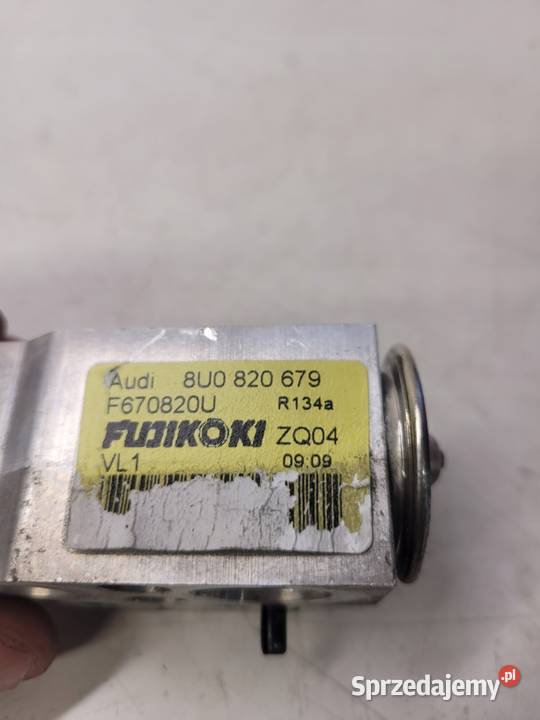 Audi 8U0 820 679
F670820U R134a
FUJIKOKI ZQ04
VL1 09:09
Sprzedajemy.pl